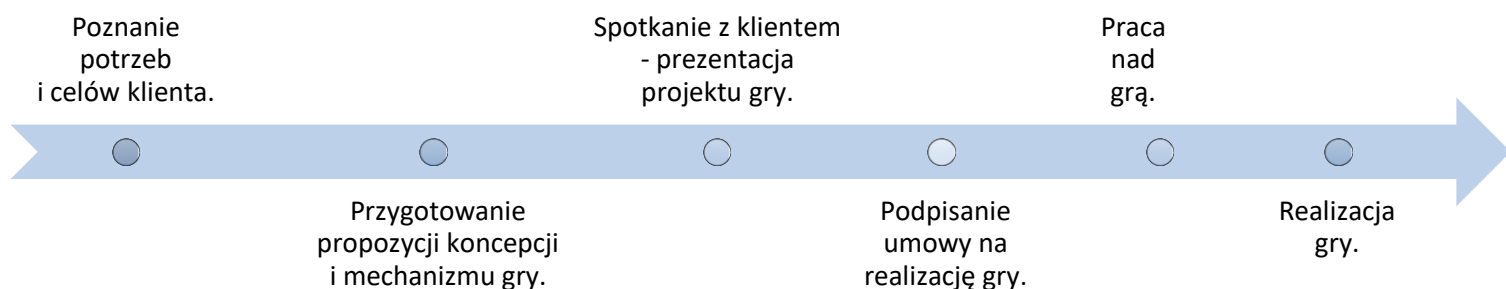 Poznanie
potrzeb
i celów klienta.
Przygotowanie
propozycji koncepcji
i mechanizmu gry.
Spotkanie z klientem
- prezentacja
projektu gry.
Podpisanie
umowy na
realizację gry.
Praca
nad
grą.
Realizacja
gry.